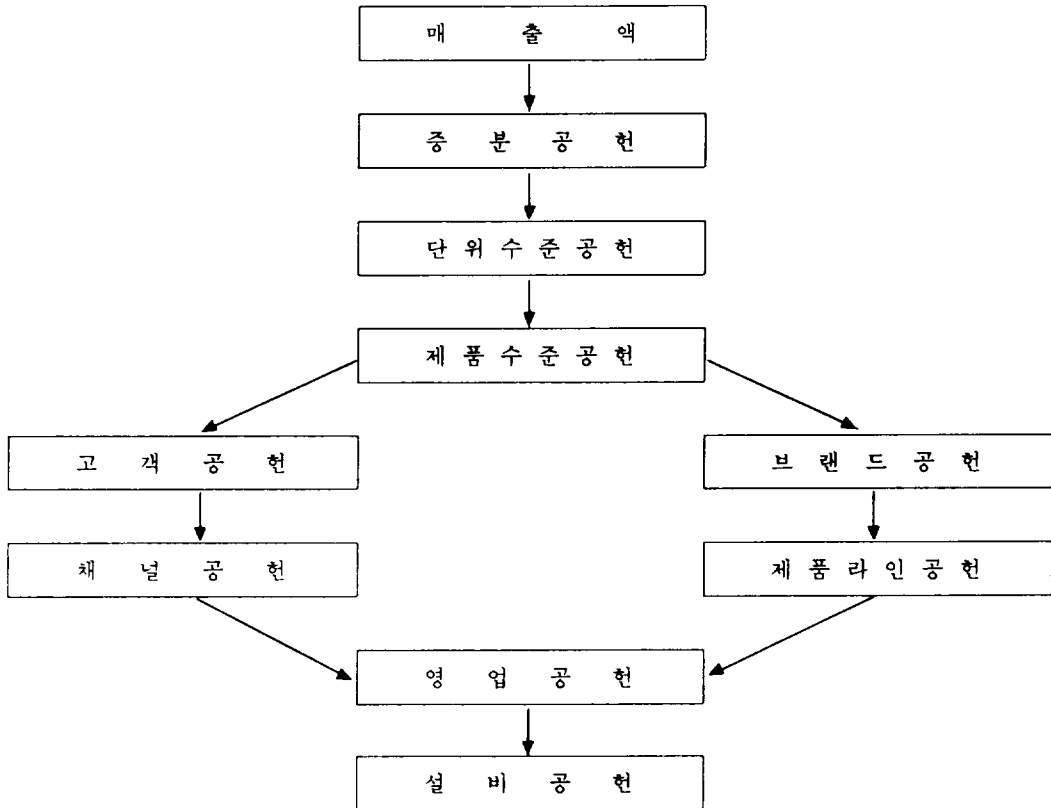 매 출 액
증 분 공 헌
단 위 수 준 공 헌
제 품 수 준 공 헌
고 객 공 헌
브 랜 드 공 헌
채 널 공 헌
제 품 라 인 공 헌
영 업 공 헌
설 비 공 헌